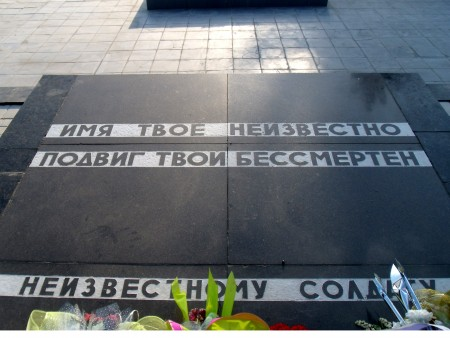 ИМЯ ТВОЕ НЕИЗВЕСТНО
ПОДВИГ ТВОЙ БЕССМЕРТЕН
НЕИЗВЕСТНОМУ СОЛДАТУ